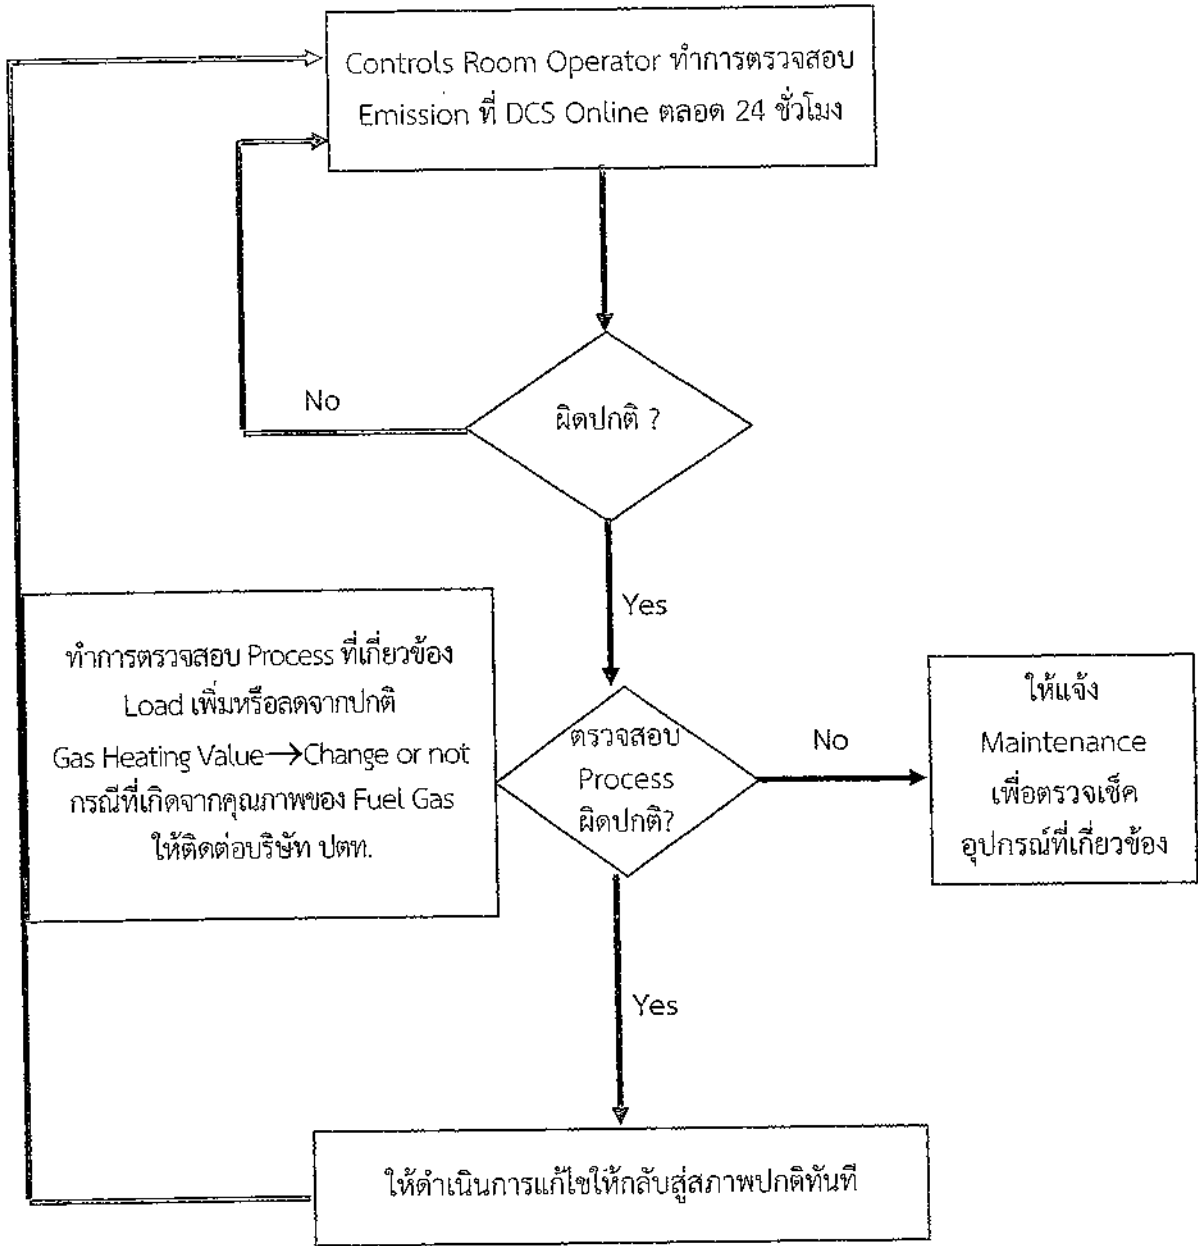 Controls Room Operator ทำการตรวจสอบ
Emission ที่ DCS Online ตลอด 24 ชั่วโมง
No
ผิดปกติ ?
Yes
ทำการตรวจสอบ Process ที่เกี่ยวข้อง
Load เพิ่มหรือลดจากปกติ
Gas Heating Value→Change or not
กรณีที่เกิดจากคุณภาพของ Fuel Gas
ให้ติดต่อบริษัท ปตท.
ตรวจสอบ
Process
ผิดปกติ?
No
ให้แจ้ง
Maintenance
เพื่อตรวจเช็ค
อุปกรณ์ที่เกี่ยวข้อง
Yes
ให้ดำเนินการแก้ไขให้กลับสู่สภาพปกติทันที